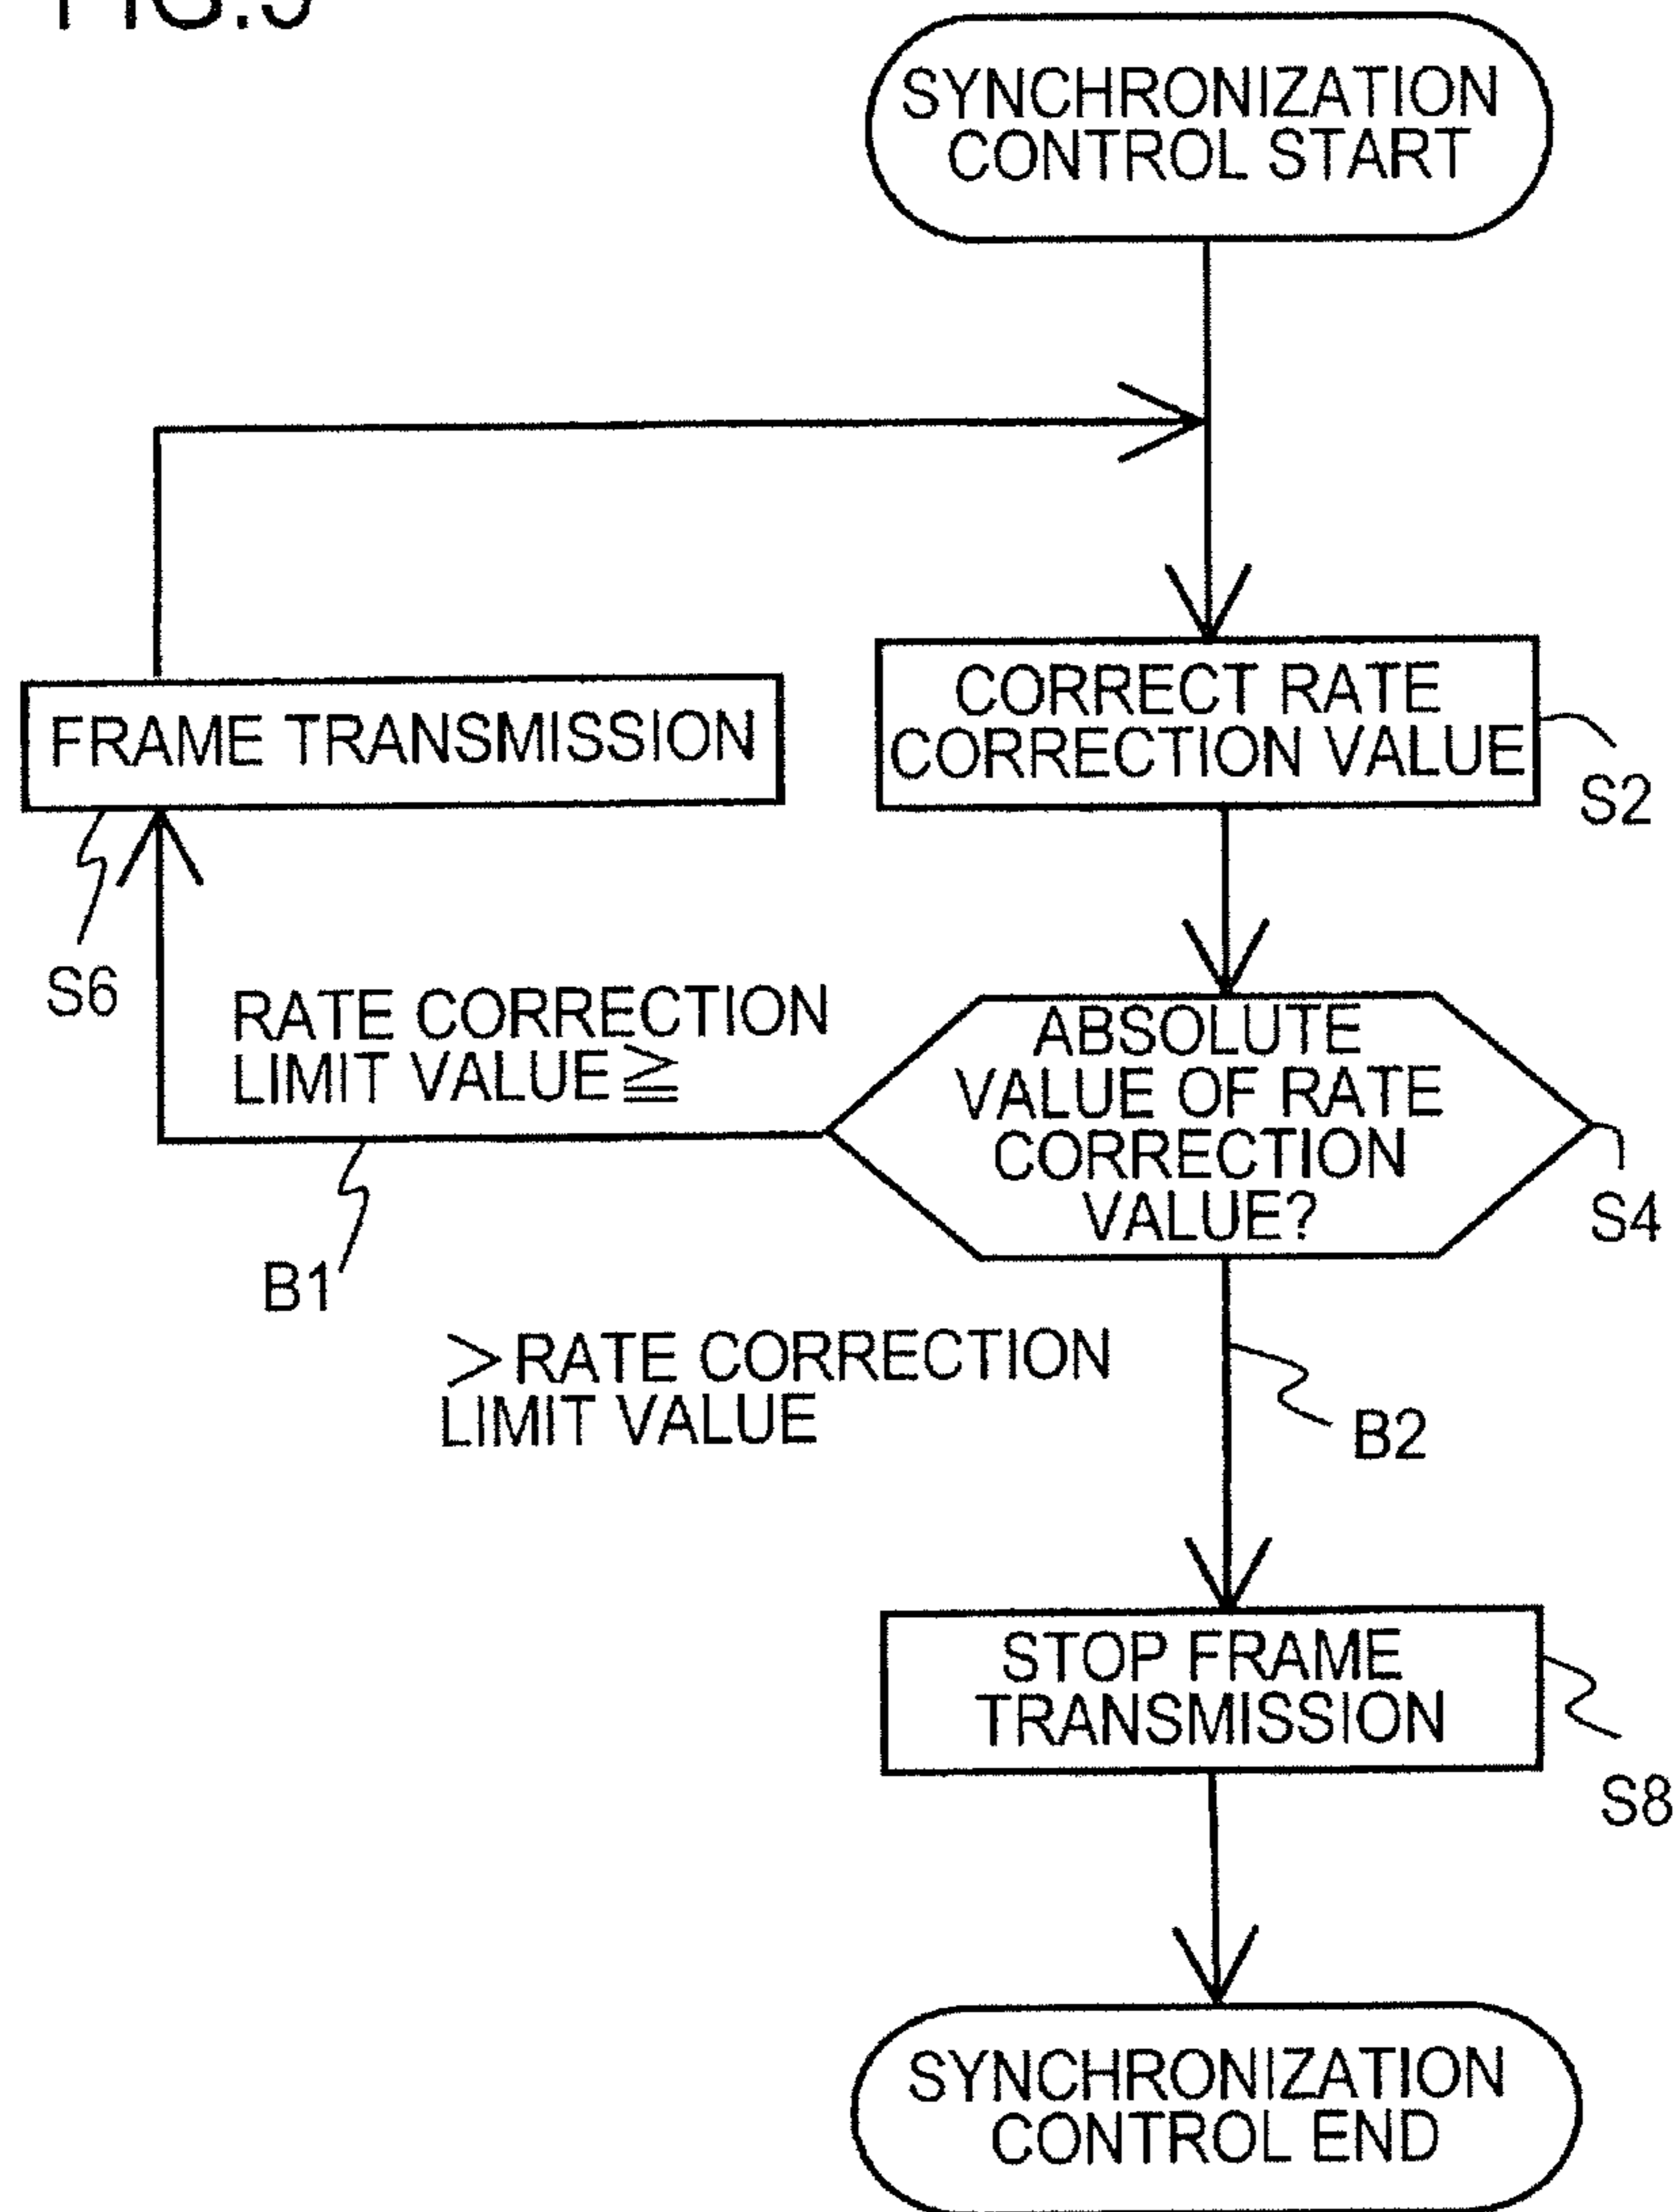 SYNCHRONIZATION
CONTROL START
FRAME TRANSMISSION
S6
CORRECT RATE
CORRECTION VALUE
S2
RATE CORRECTION
LIMIT VALUE≧
B1
ABSOLUTE
VALUE OF RATE
CORRECTION
VALUE?
S4
>RATE CORRECTION
LIMIT VALUE
B2
STOP FRAME
TRANSMISSION
S8
SYNCHRONIZATION
CONTROL END